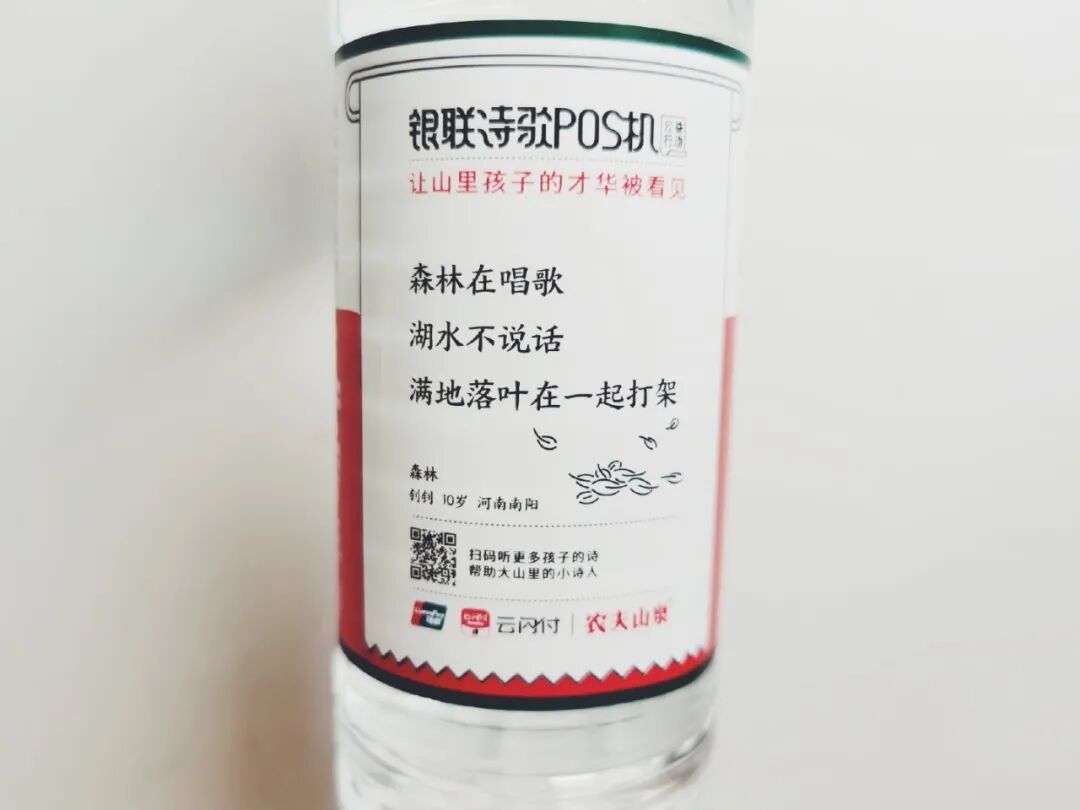 银联诗歌POS机 公益行动
让山里孩子的才华被看见
森林在唱歌
湖水不说话
满地落叶在一起打架
森林
钊钊 10岁 河南南阳
扫码听更多孩子的诗
帮助大山里的小诗人
云闪付 农夫山泉